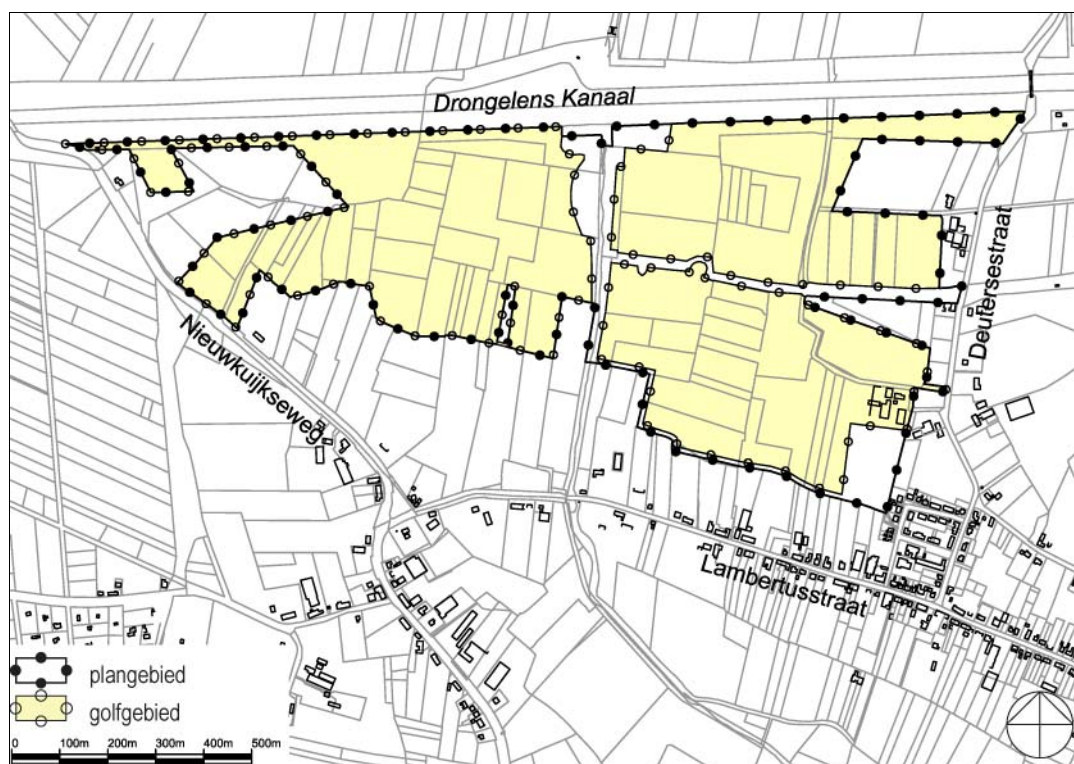 Drongelens Kanaal
Deutersestraat
Nieuwkuijkseweg
Lambertusstraat
plangebied
golfgebied
0 100m 200m 300m 400m 500m